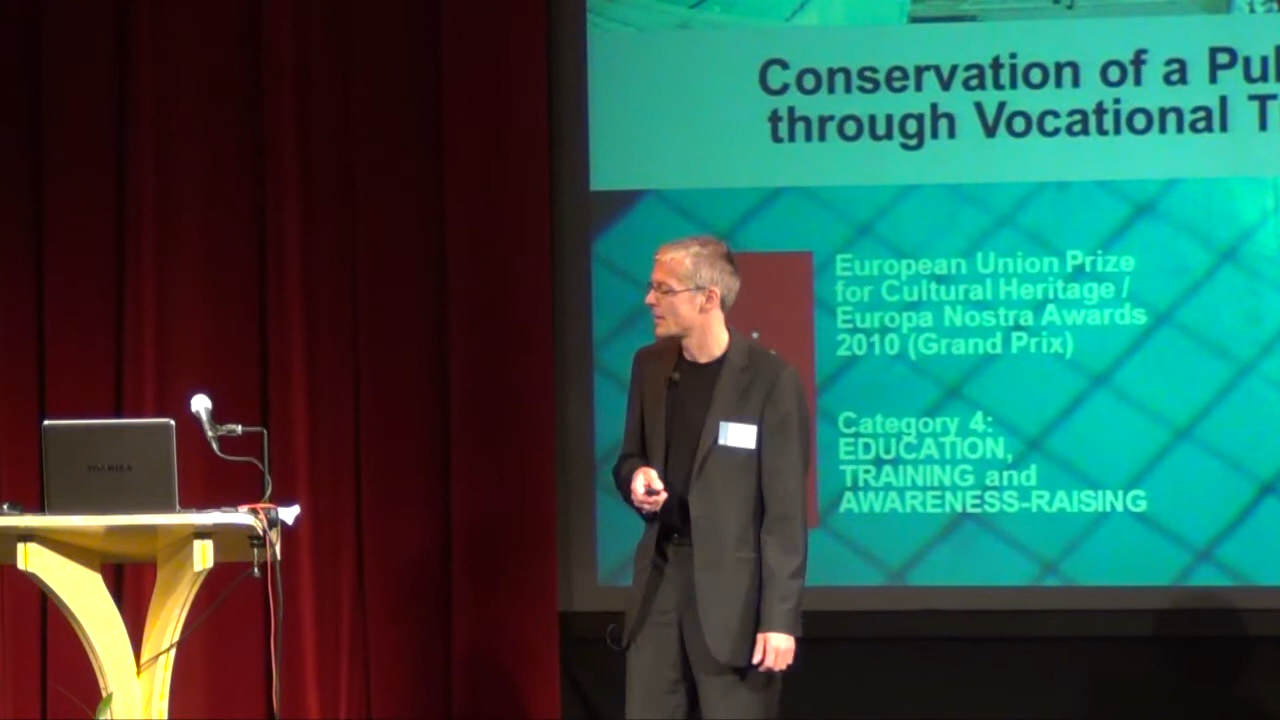 Conservation of a Pu
through Vocational T
European Union Prize
for Cultural Heritage /
Europa Nostra Awards
2010 (Grand Prix)
Category 4:
EDUCATION,
TRAINING and
AWARENESS-RAISING
TOSHIBA